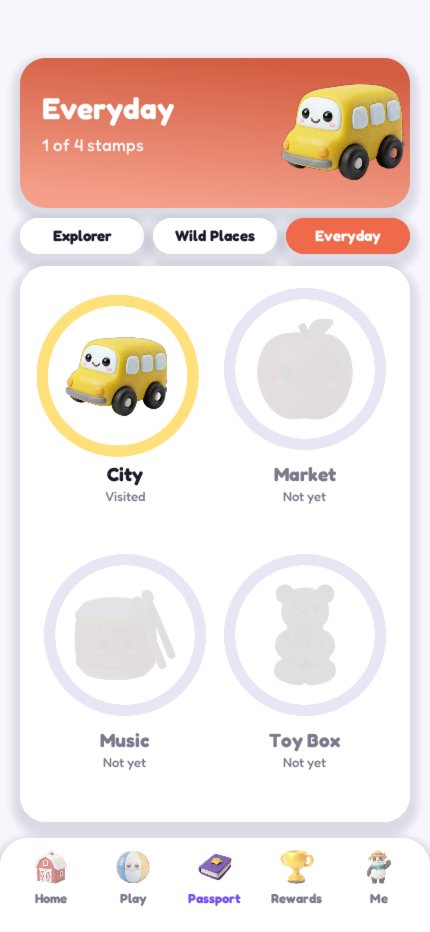 Everyday
1 of 4 stamps
Explorer
Wild Places
Everyday
City
Visited
Market
Not yet
Music
Not yet
Toy Box
Not yet
Home
Play
Passport
Rewards
Me